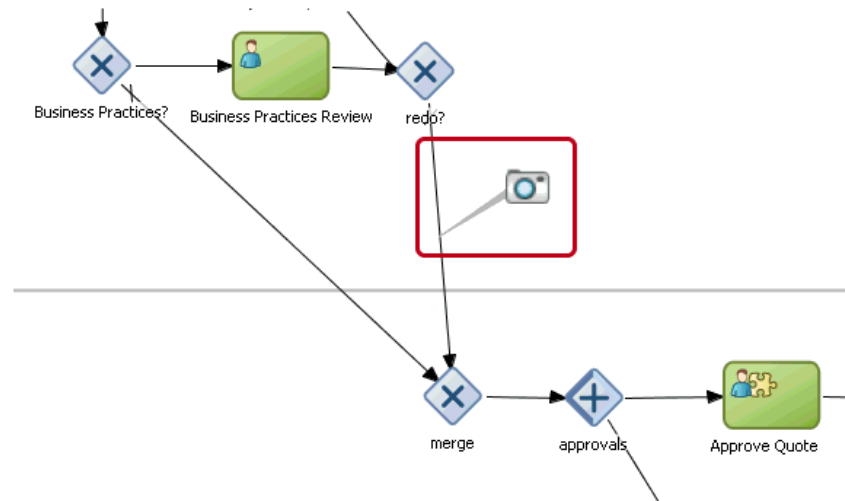 Business Practices?
Business Practices Review
redo?
merge
approvals
Approve Quote